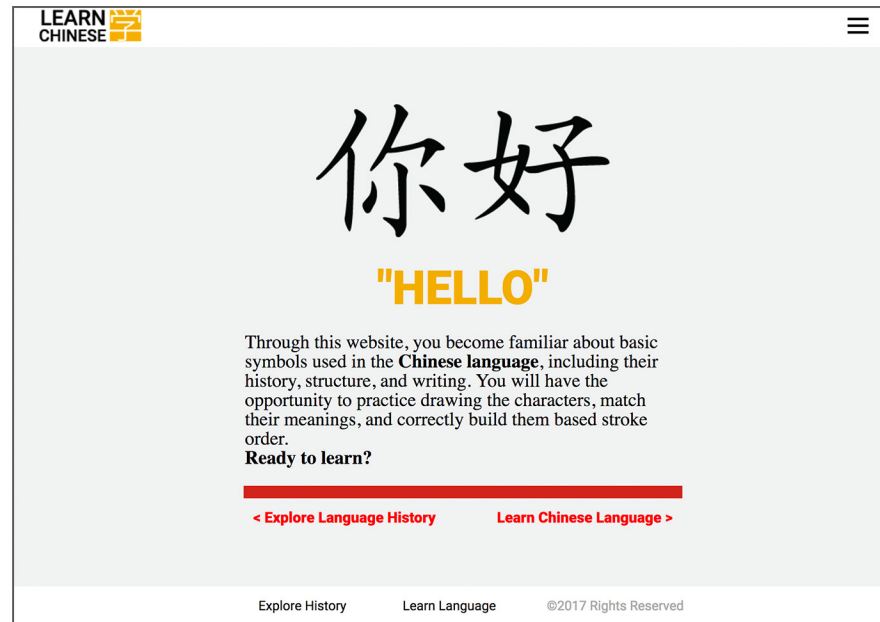 LEARN
CHINESE 学
你好
"HELLO"
Through this website, you become familiar about basic
symbols used in the Chinese language, including their
history, structure, and writing. You will have the
opportunity to practice drawing the characters, match
their meanings, and correctly build them based stroke
order.
Ready to learn?
< Explore Language History Learn Chinese Language >
Explore History Learn Language ©2017 Rights Reserved